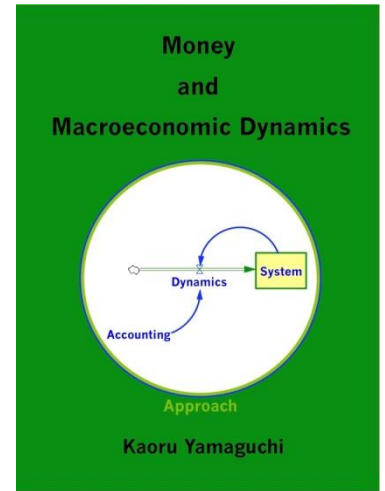 Money
and
Macroeconomic Dynamics
System
Dynamics
Accounting
Approach
Kaoru Yamaguchi